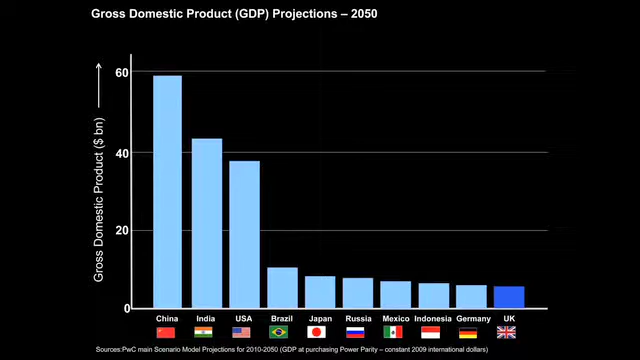 Gross Domestic Product (GDP) Projections – 2050
Gross Domestic Product ($ bn)
60
40
20
0
China India USA Brazil Japan Russia Mexico Indonesia Germany UK
Sources:PwC main Scenario Model Projections for 2010-2050 (GDP at purchasing Power Parity – constant 2009 international dollars)